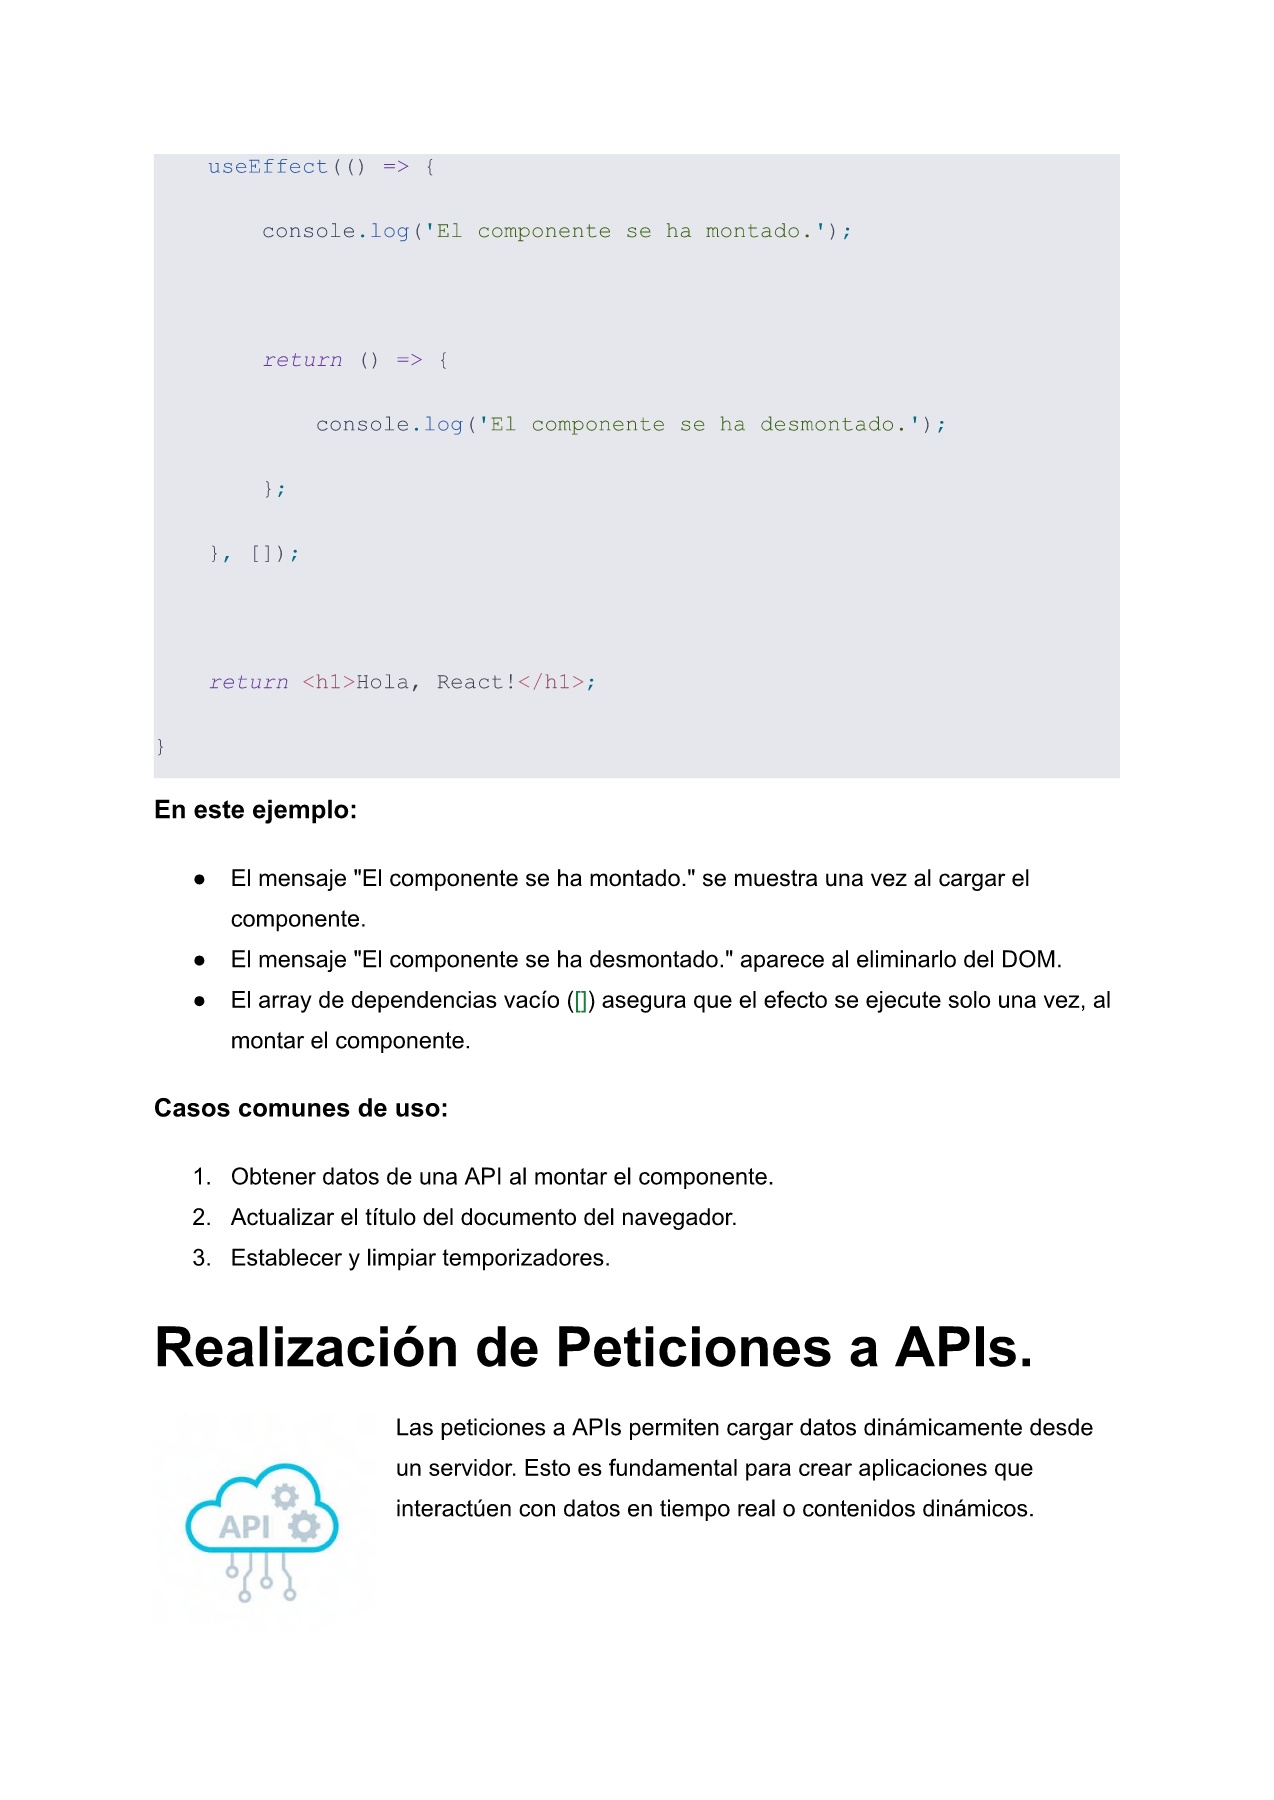 useEffect(() => {
console.log('El componente se ha montado.');
return () => {
console.log('El componente se ha desmontado.');
};
}, []);
return <h1>Hola, React!</h1>;
}
En este ejemplo:
● El mensaje "El componente se ha montado." se muestra una vez al cargar el
componente.
● El mensaje "El componente se ha desmontado." aparece al eliminarlo del DOM.
● El array de dependencias vacío ([]) asegura que el efecto se ejecute solo una vez, al
montar el componente.
Casos comunes de uso:
1. Obtener datos de una API al montar el componente.
2. Actualizar el título del documento del navegador.
3. Establecer y limpiar temporizadores.
Realización de Peticiones a APIs.
Las peticiones a APIs permiten cargar datos dinámicamente desde
un servidor. Esto es fundamental para crear aplicaciones que
interactúen con datos en tiempo real o contenidos dinámicos.
API